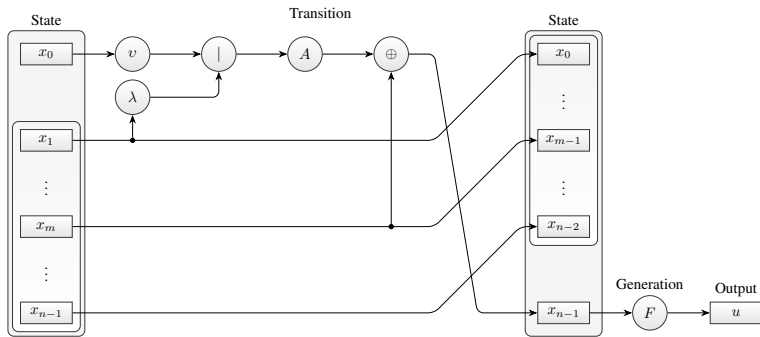 Transition
State
State
x_0
υ
|
A
⊕
x_0
λ
⋮
x_1
x_{m−1}
⋮
⋮
x_m
x_{n−2}
⋮
Generation
Output
x_{n−1}
x_{n−1}
F
u